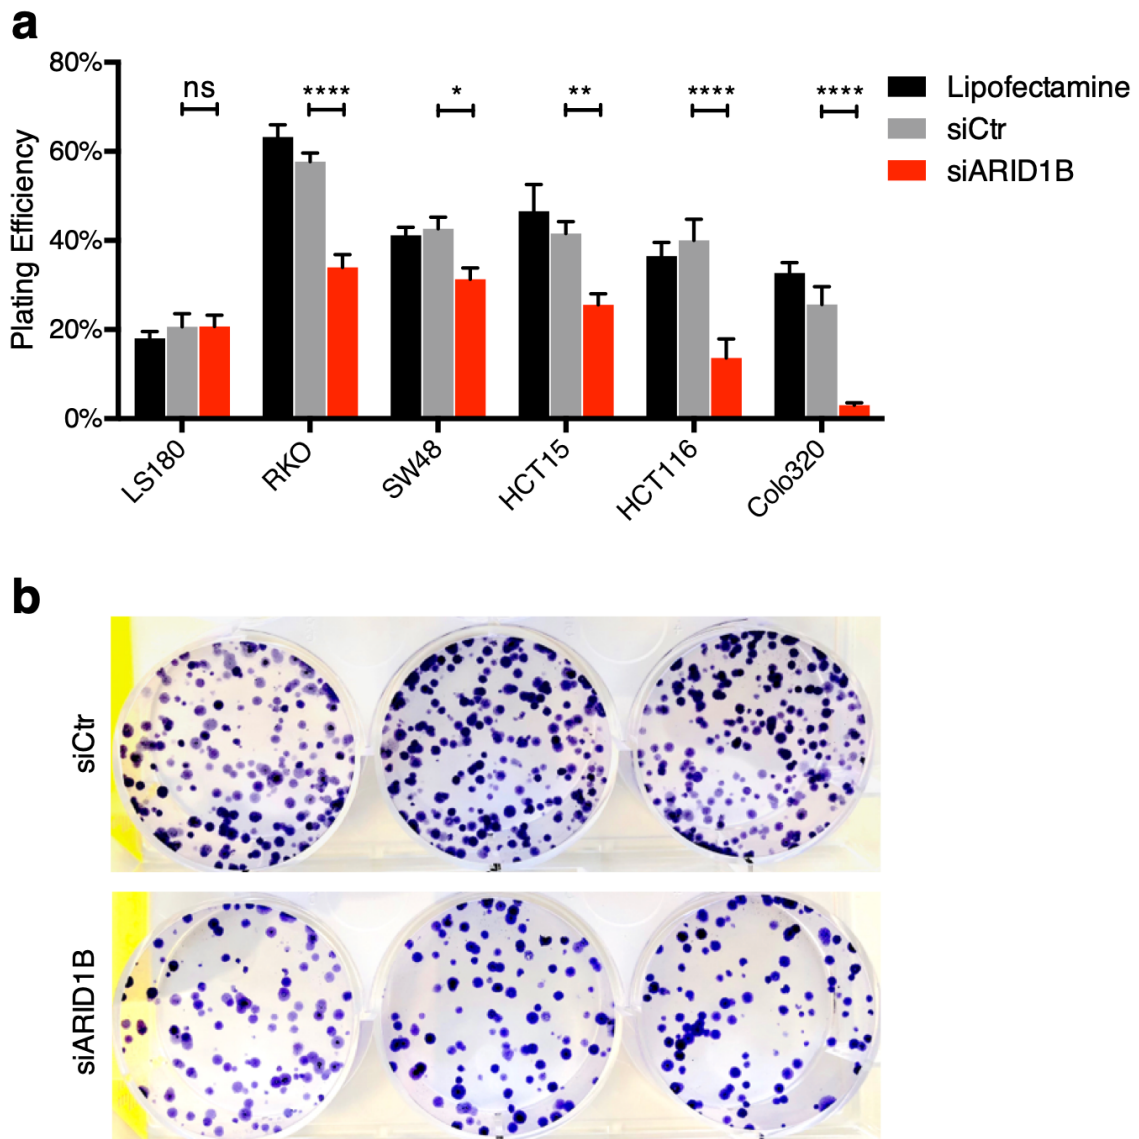 a
80%
60%
40%
20%
0%
Plating Efficiency
ns
****
*
**
****
****
Lipofectamine
siCtr
siARID1B
LS180
RKO
SW48
HCT15
HCT116
Colo320
b
siCtr
siARID1B